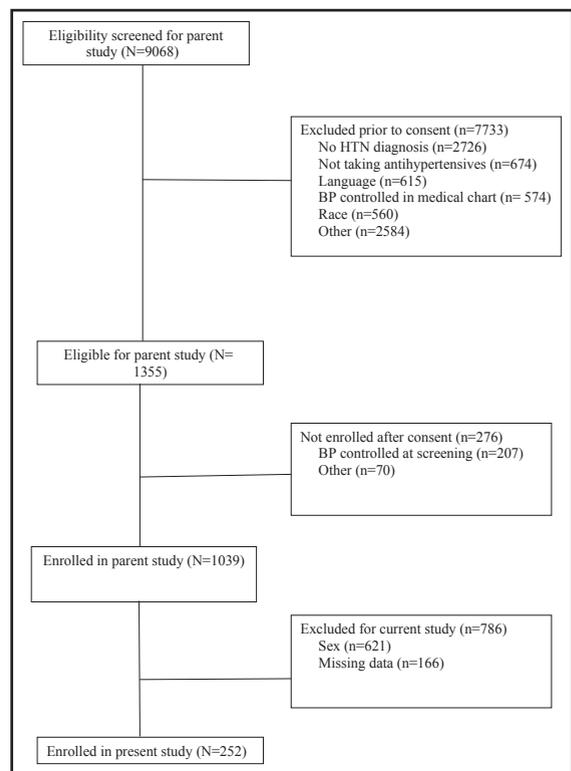 Eligibility screened for parent
study (N=9068)
Excluded prior to consent (n=7733)
No HTN diagnosis (n=2726)
Not taking antihypertensives (n=674)
Language (n=615)
BP controlled in medical chart (n= 574)
Race (n=560)
Other (n=2584)
Eligible for parent study (N=
1355)
Not enrolled after consent (n=276)
BP controlled at screening (n=207)
Other (n=70)
Enrolled in parent study (N=1039)
Excluded for current study (n=786)
Sex (n=621)
Missing data (n=166)
Enrolled in present study (N=252)